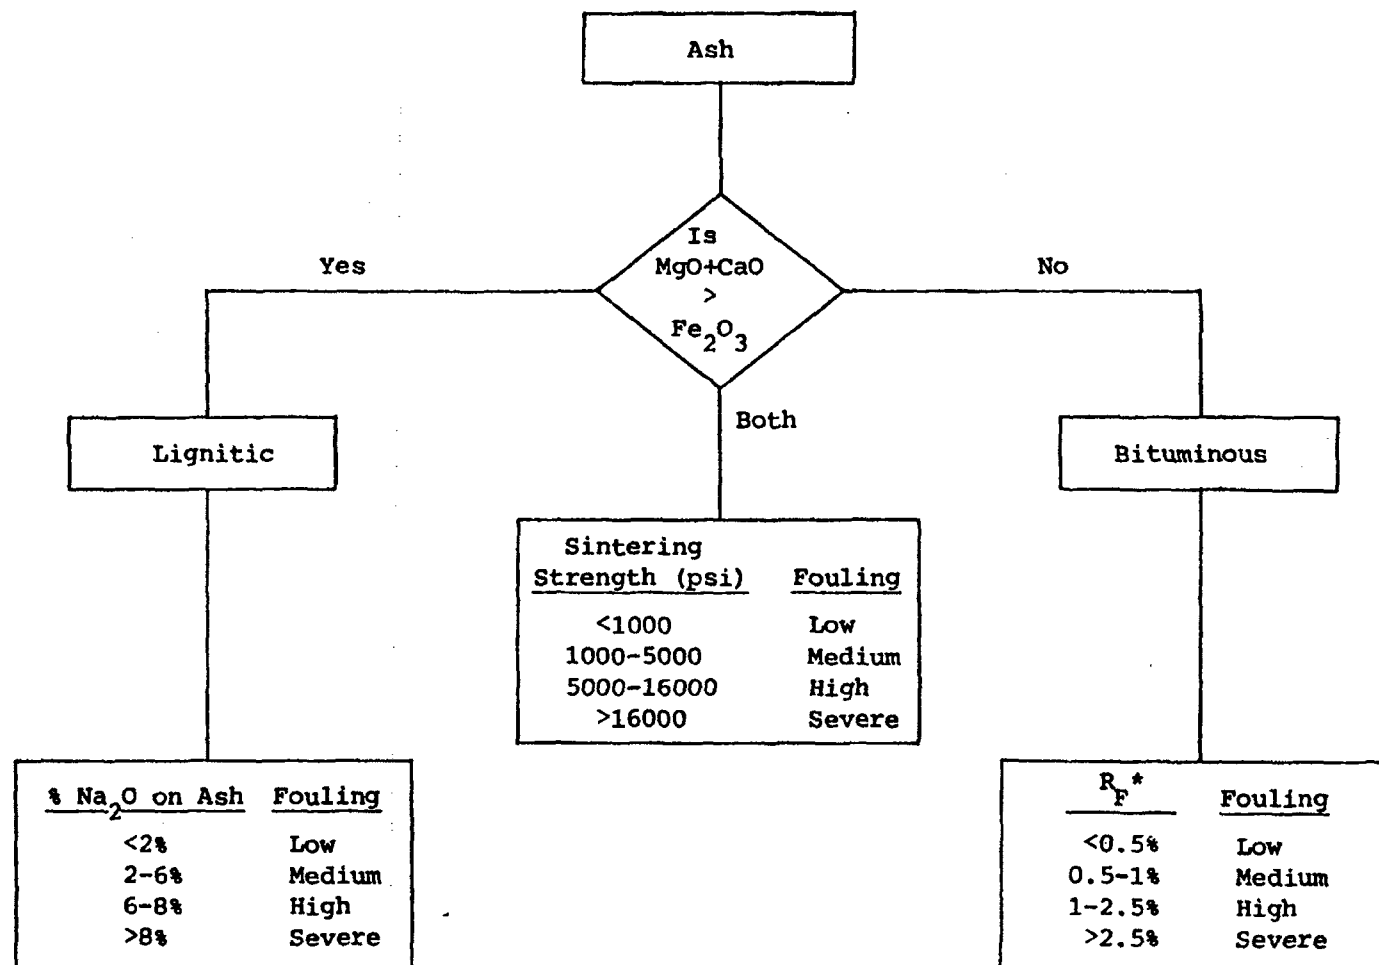 Ash
Is
MgO+CaO
>
Fe2O3
Yes
No
Both
Lignitic
Bituminous
Sintering
Strength (psi) Fouling
<1000 Low
1000-5000 Medium
5000-16000 High
>16000 Severe
% Na2O on Ash Fouling
<2% Low
2-6% Medium
6-8% High
>8% Severe
RF* Fouling
<0.5% Low
0.5-1% Medium
1-2.5% High
>2.5% Severe